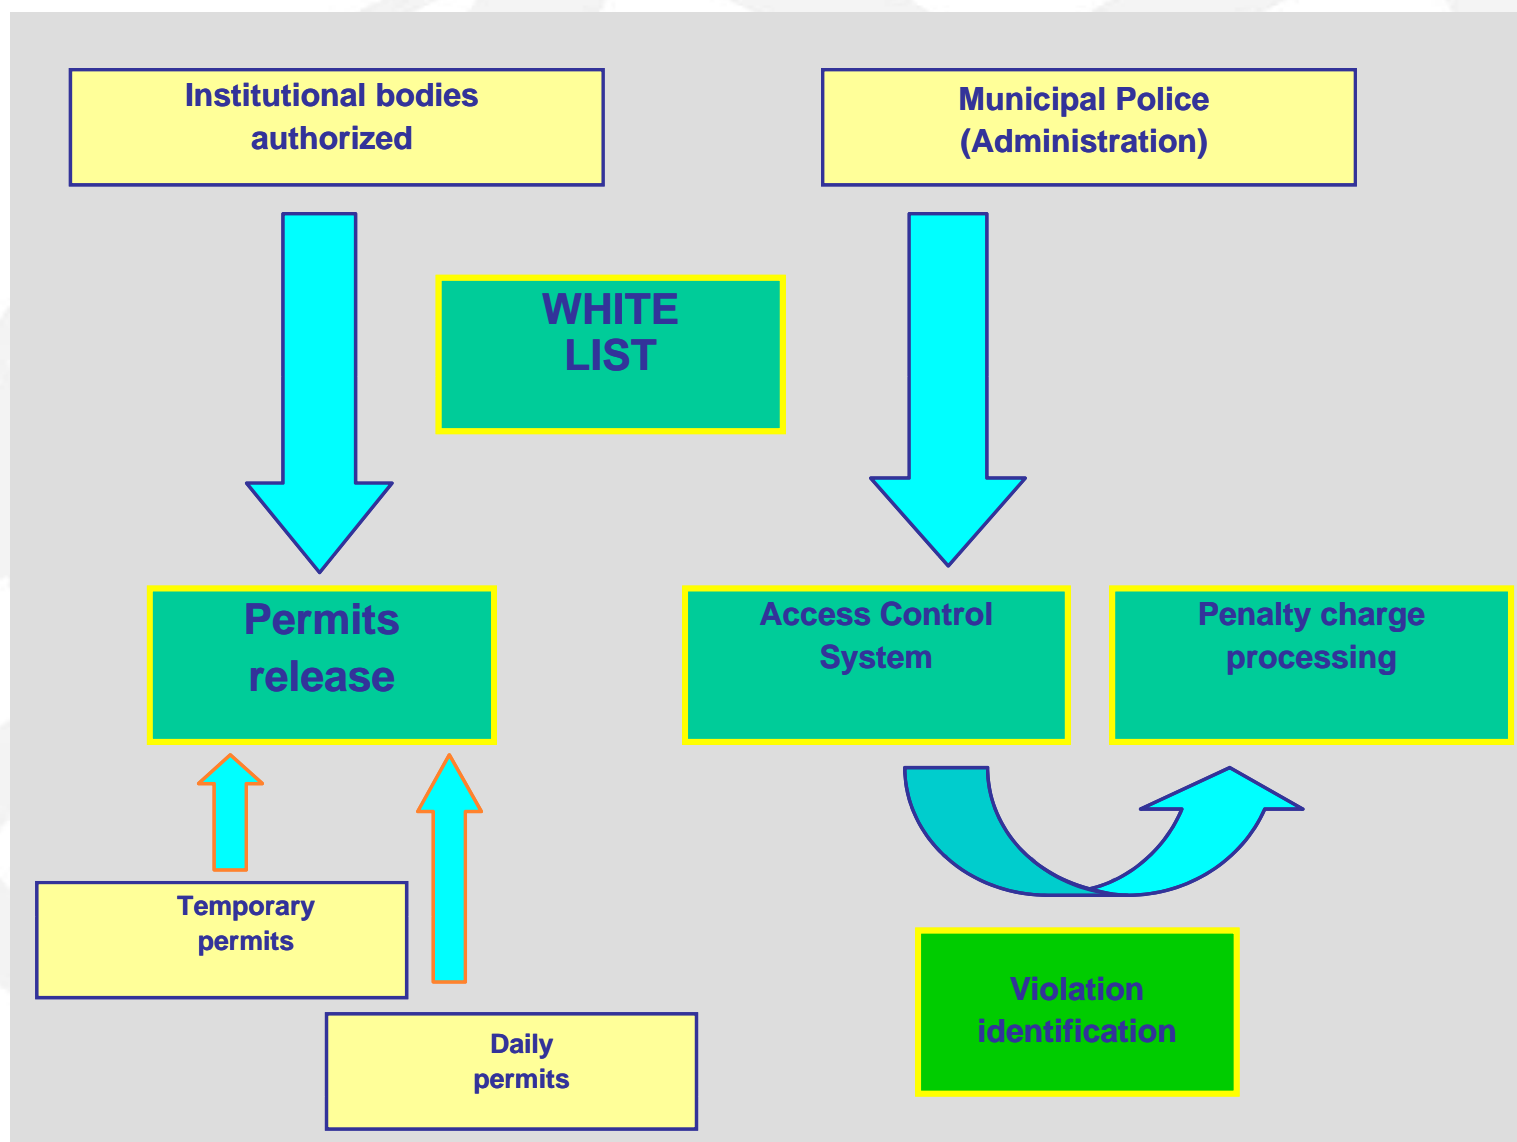 Institutional bodies
authorized
Municipal Police
(Administration)
WHITE
LIST
Permits
release
Access Control
System
Penalty charge
processing
Temporary
permits
Daily
permits
Violation
identification